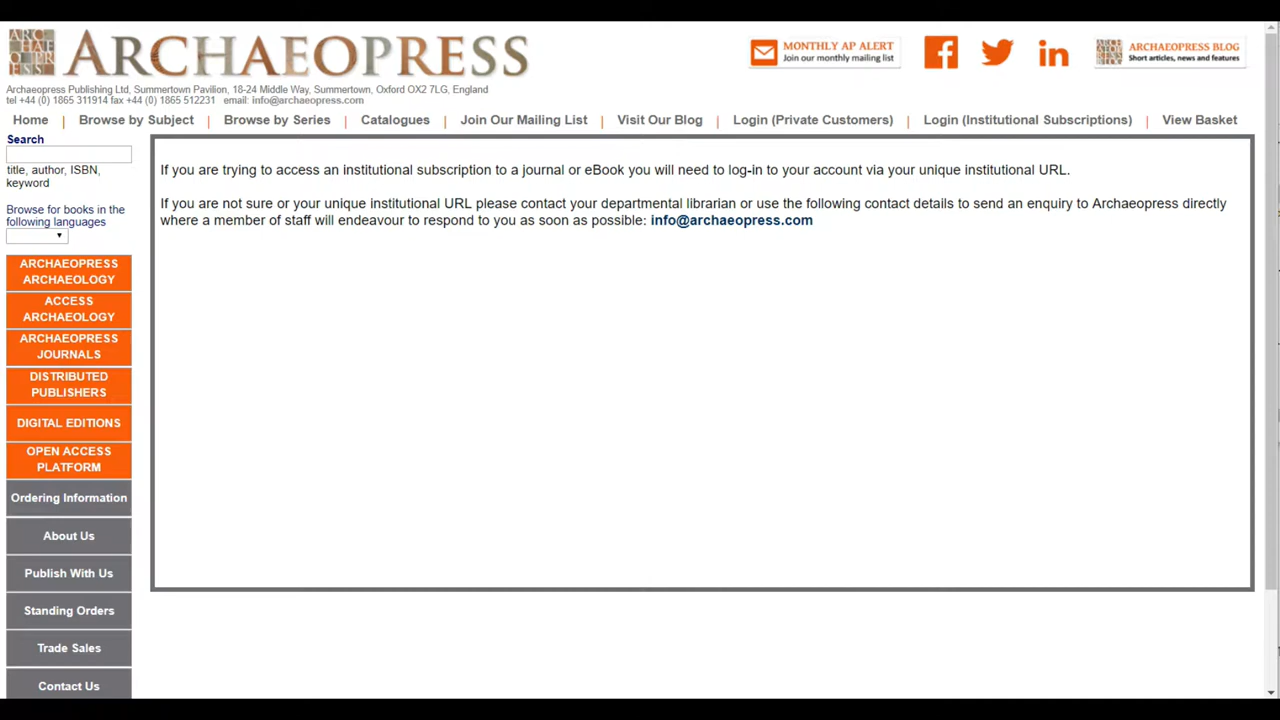 ARC
HAE
OPR
ESS
ARCHAEOPRESS
MONTHLY AP ALERT
Join our monthly mailing list
ARCHAEOPRESS BLOG
Short articles, news and features
Archaeopress Publishing Ltd, Summertown Pavilion, 18-24 Middle Way, Summertown, Oxford OX2 7LG, England
tel +44 (0) 1865 311914 fax +44 (0) 1865 512231 email: info@archaeopress.com
Home | Browse by Subject | Browse by Series | Catalogues | Join Our Mailing List | Visit Our Blog | Login (Private Customers) | Login (Institutional Subscriptions) | View Basket
Search
title, author, ISBN,
keyword
Browse for books in the
following languages
ARCHAEOPRESS
ARCHAEOLOGY
ACCESS
ARCHAEOLOGY
ARCHAEOPRESS
JOURNALS
DISTRIBUTED
PUBLISHERS
DIGITAL EDITIONS
OPEN ACCESS
PLATFORM
Ordering Information
About Us
Publish With Us
Standing Orders
Trade Sales
Contact Us
If you are trying to access an institutional subscription to a journal or eBook you will need to log-in to your account via your unique institutional URL.
If you are not sure or your unique institutional URL please contact your departmental librarian or use the following contact details to send an enquiry to Archaeopress directly
where a member of staff will endeavour to respond to you as soon as possible: info@archaeopress.com